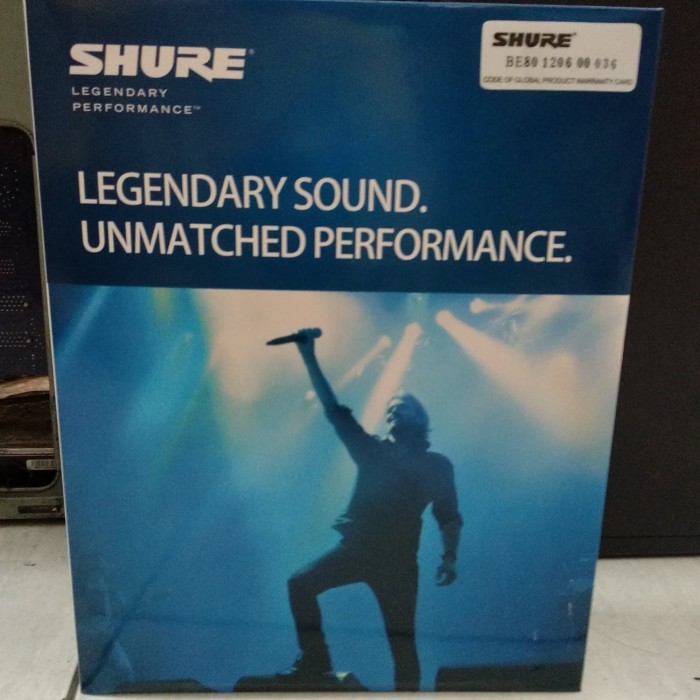 SHURE
LEGENDARY
PERFORMANCE™
SHURE
BE80 1206 00 036
CODE OF GLOBAL PRODUCT WARRANTY CARD
LEGENDARY SOUND.
UNMATCHED PERFORMANCE.